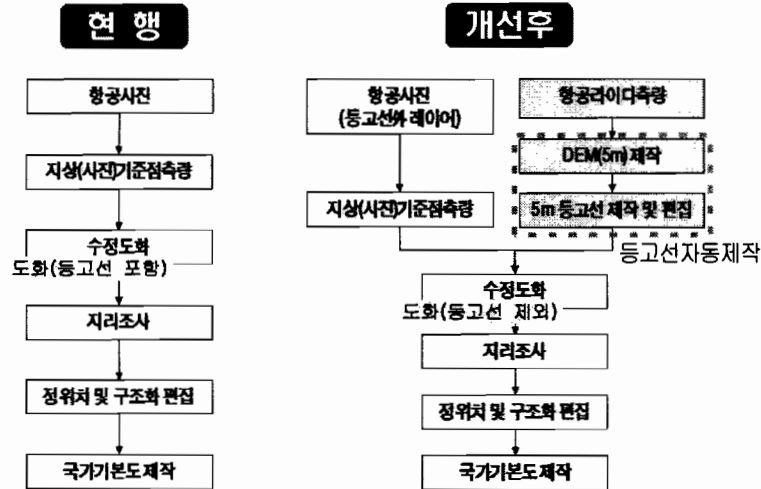 현 행
항공사진
지상(사진)기준점측량
수정도화
도화(등고선 포함)
지리조사
정위치 및 구조화 편집
국가기본도 제작
개선후
항공사진
(등고선外 레이어)
지상(사진)기준점측량
항공라이다측량
DEM(5m) 제작
5m 등고선 제작 및 편집
등고선자동제작
수정도화
도화(등고선 제외)
지리조사
정위치 및 구조화 편집
국가기본도 제작